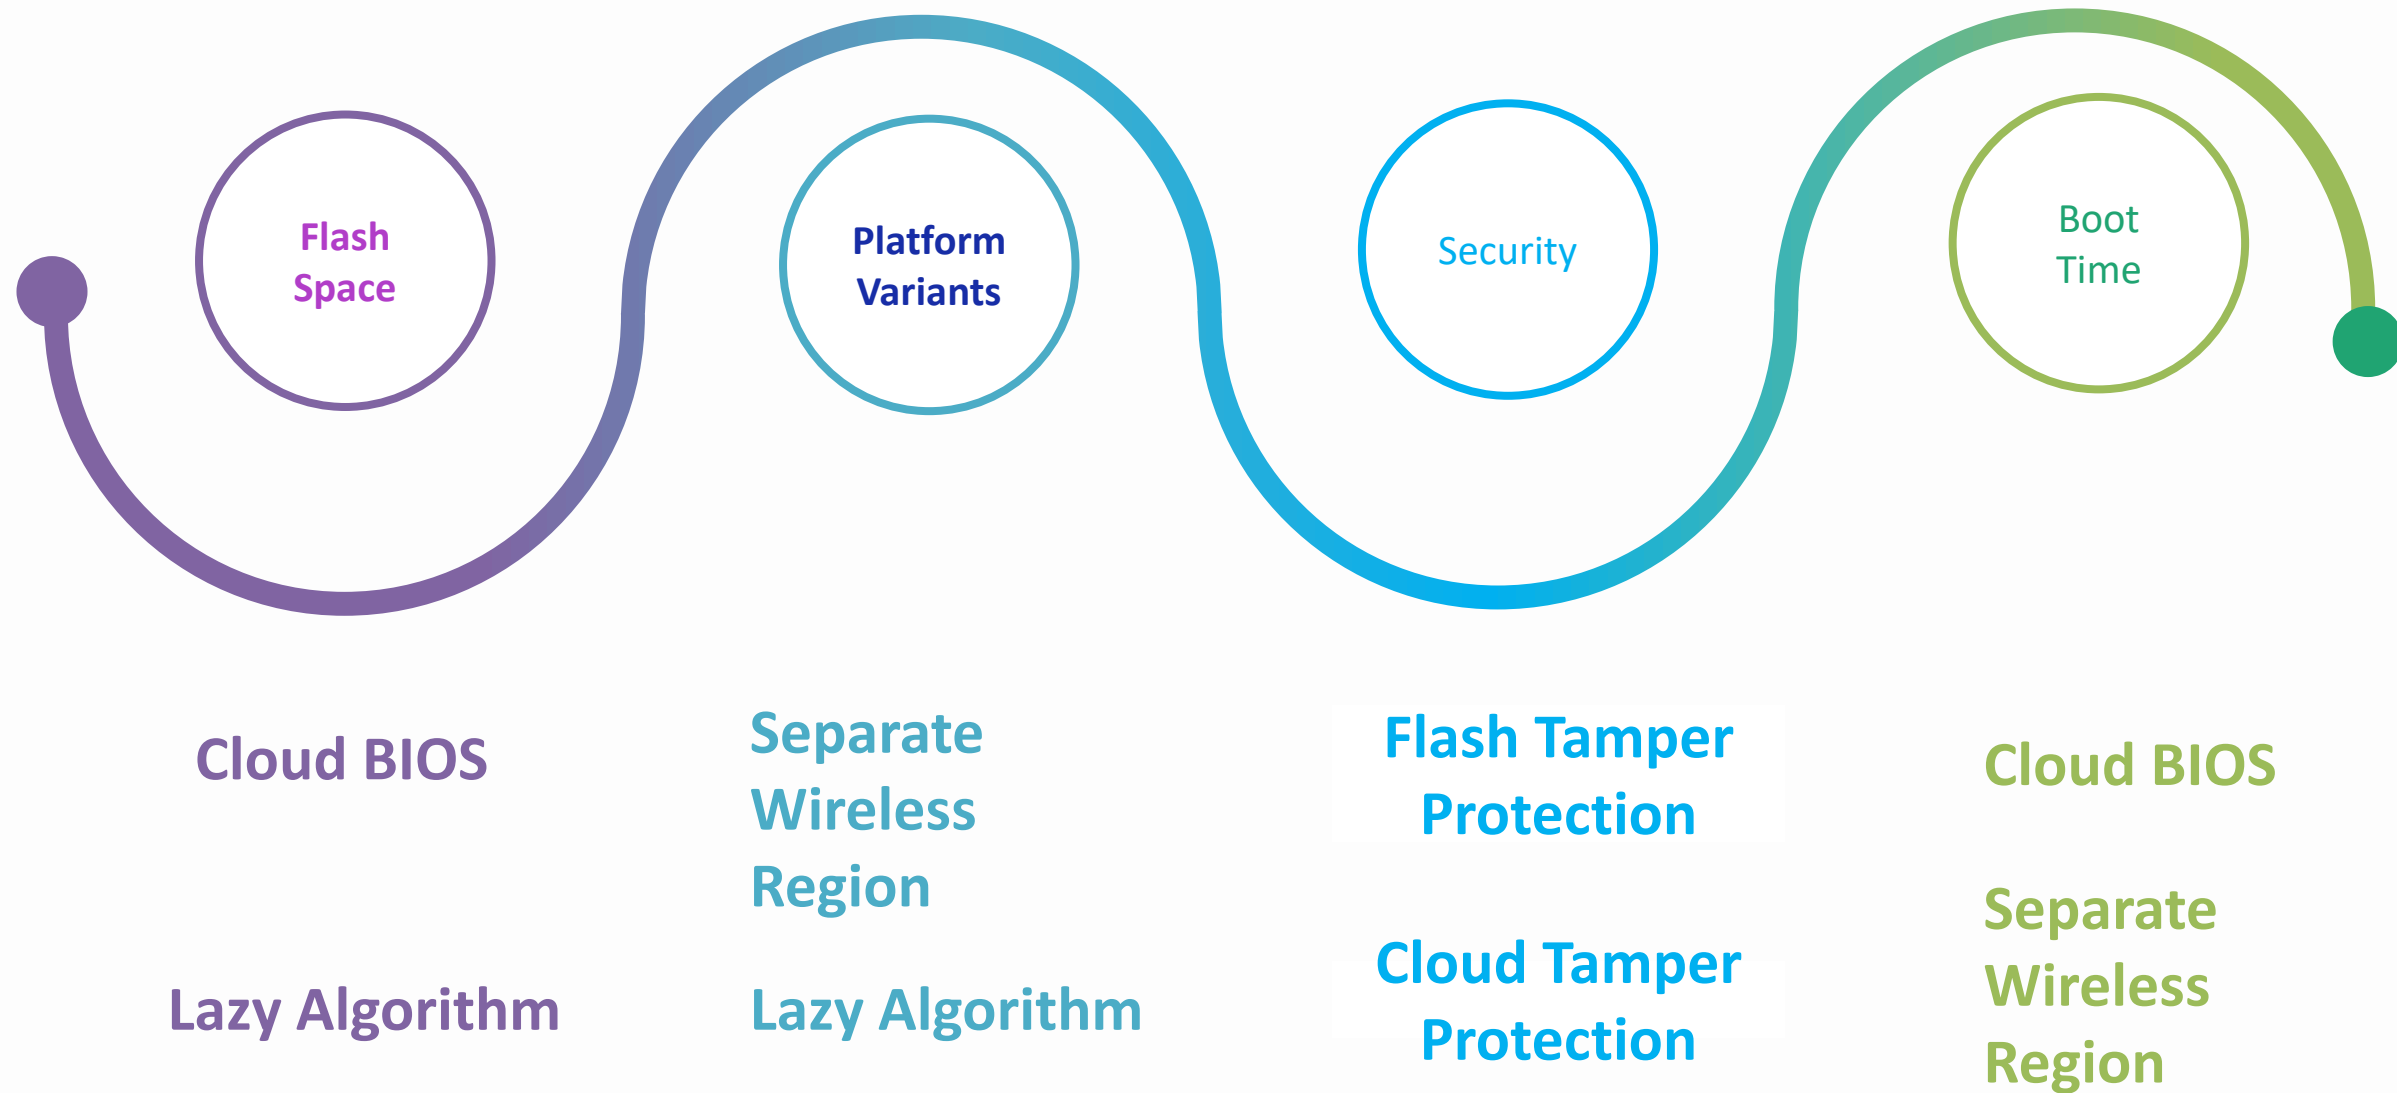 Flash
Space
Platform
Variants
Security
Boot
Time
Cloud BIOS
Lazy Algorithm
Separate
Wireless
Region
Lazy Algorithm
Flash Tamper
Protection
Cloud Tamper
Protection
Cloud BIOS
Separate
Wireless
Region